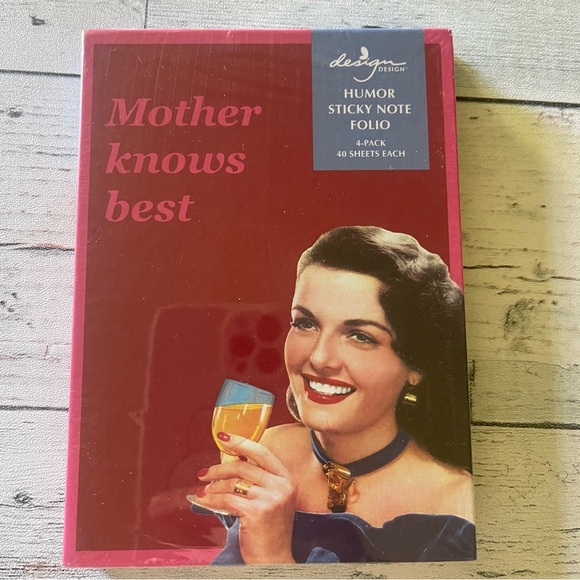 Mother
knows
best
design
DESIGN
HUMOR
STICKY NOTE
FOLIO
4-PACK
40 SHEETS EACH